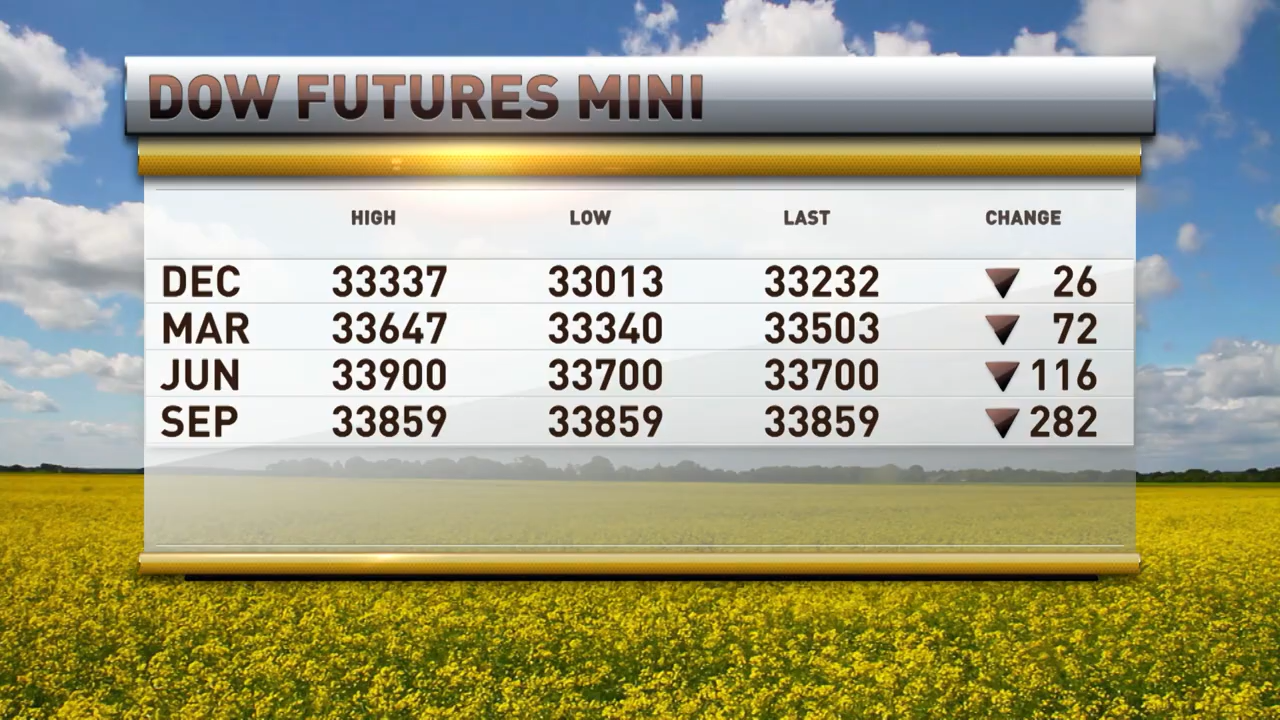 DOW FUTURES MINI
HIGH LOW LAST CHANGE
DEC 33337 33013 33232 ▼ 26
MAR 33647 33340 33503 ▼ 72
JUN 33900 33700 33700 ▼ 116
SEP 33859 33859 33859 ▼ 282